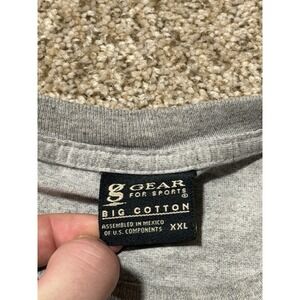 g GEAR
FOR SPORTS®
BIG COTTON
ASSEMBLED IN MEXICO
OF U.S. COMPONENTS XXL